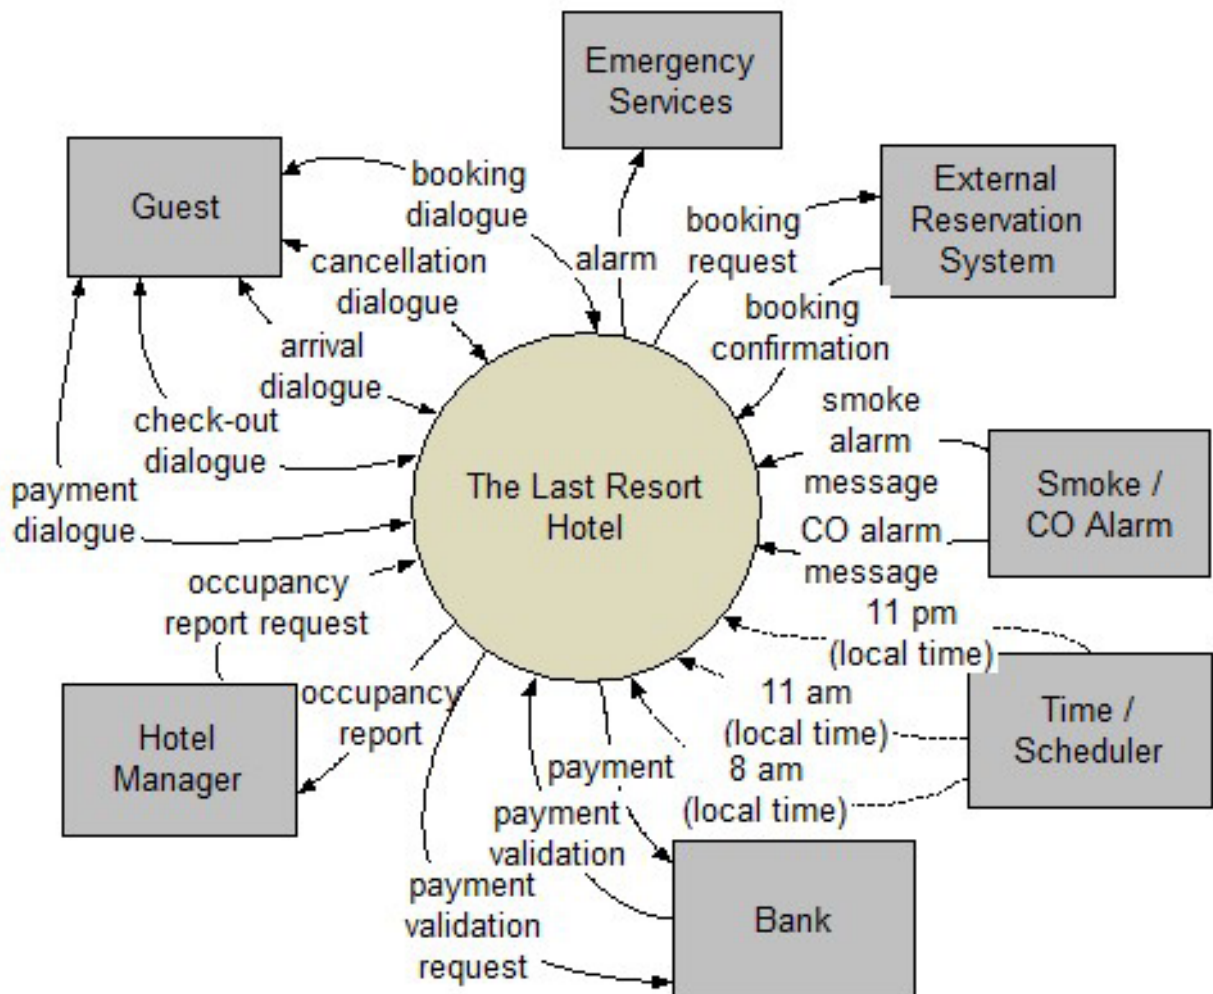 Emergency
Services
Guest
External
Reservation
System
booking
dialogue
alarm
booking
request
cancellation
dialogue
booking
confirmation
arrival
dialogue
check-out
dialogue
payment
dialogue
The Last Resort
Hotel
smoke
alarm
message
Smoke /
CO Alarm
CO alarm
message
occupancy
report request
11 pm
(local time)
Hotel
Manager
occupancy
report
11 am
(local time)
Time /
Scheduler
8 am
(local time)
payment
payment
validation
payment
validation
request
Bank